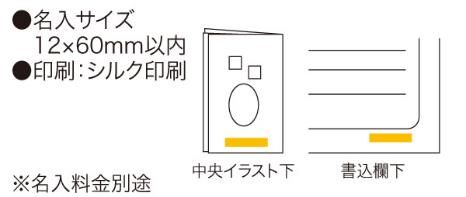 ●名入サイズ
12×60mm以内
●印刷：シルク印刷
中央イラスト下
書込欄下
※名入料金別途